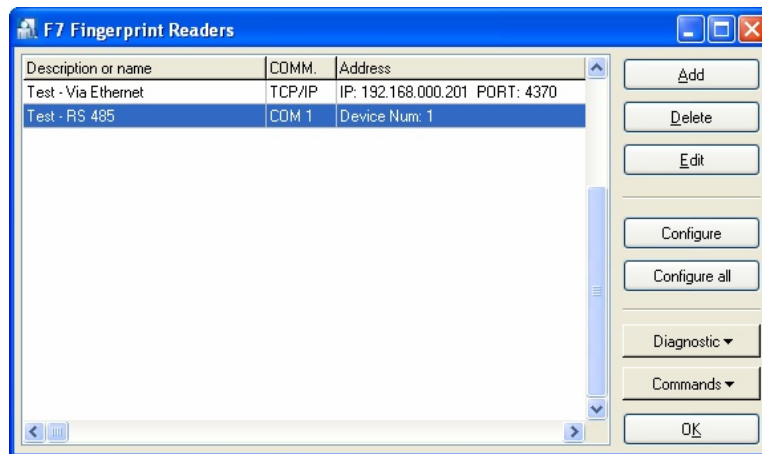 F7 Fingerprint Readers
Description or name COMM. Address
Test - Via Ethernet TCP/IP IP: 192.168.000.201 PORT: 4370
Test - RS 485 COM 1 Device Num: 1
Add
Delete
Edit
Configure
Configure all
Diagnostic
Commands
OK